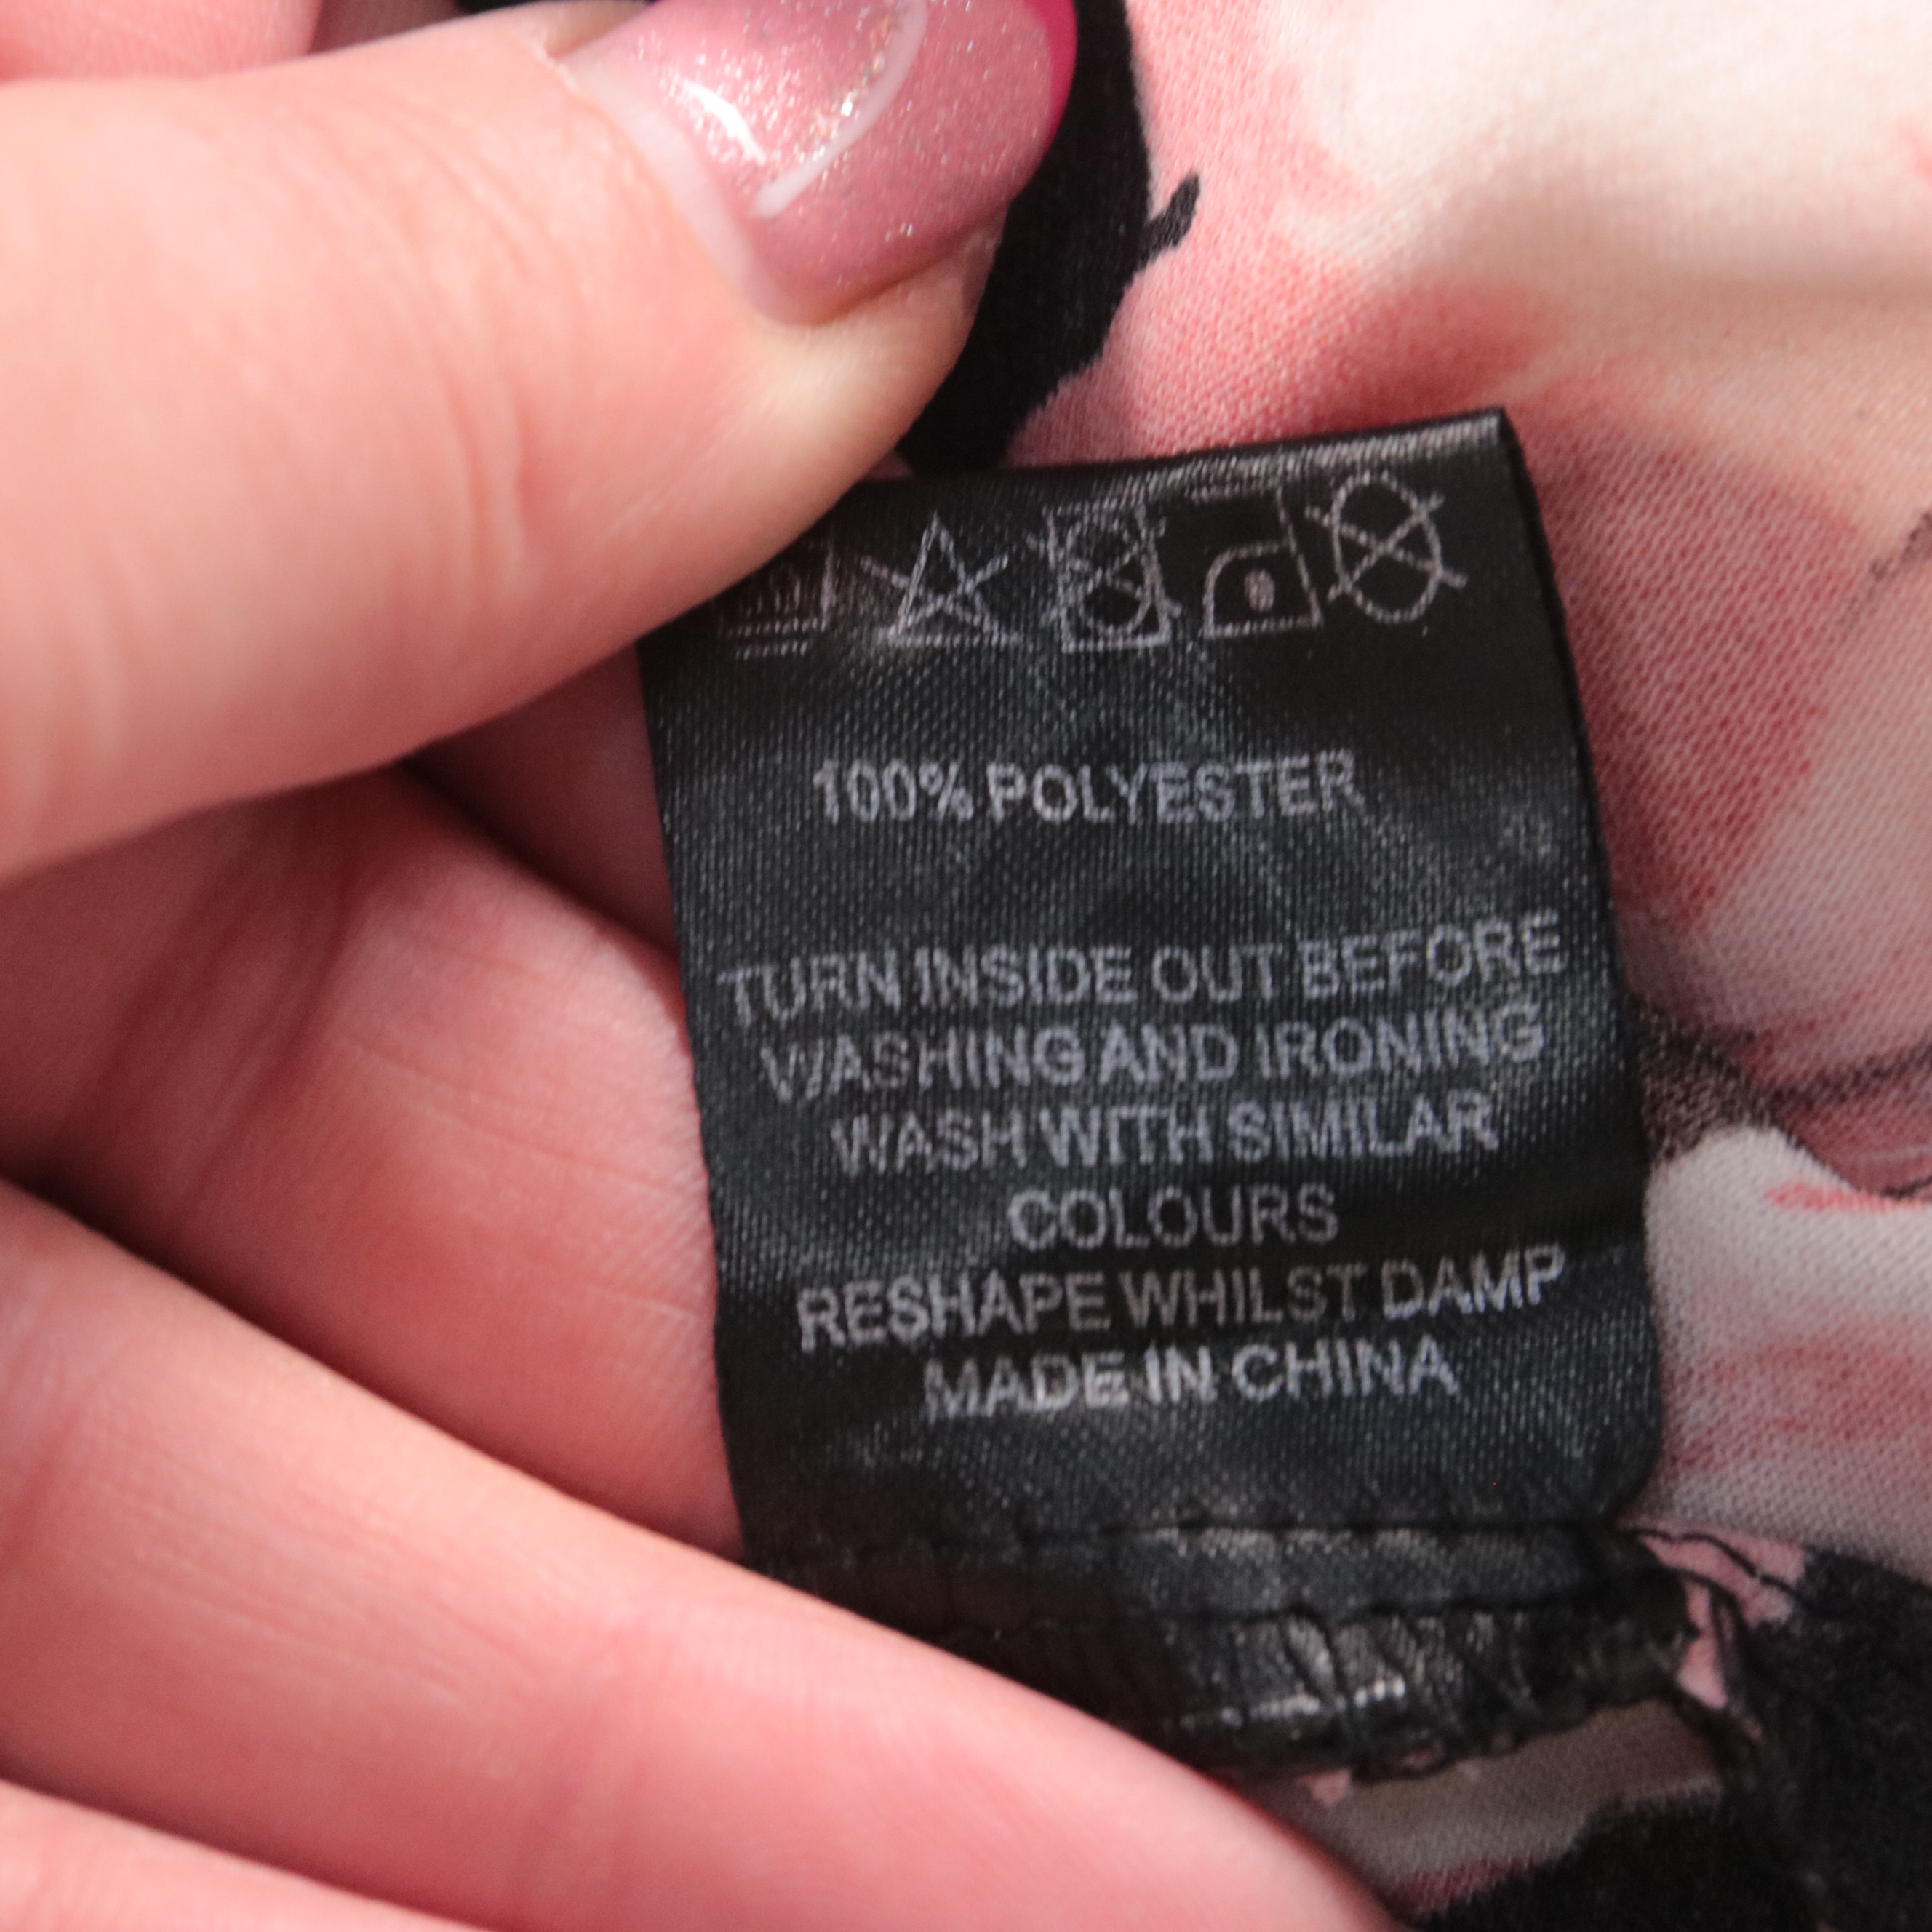 100% POLYESTER
TURN INSIDE OUT BEFORE
WASHING AND IRONING
WASH WITH SIMILAR
COLOURS
RESHAPE WHILST DAMP
MADE IN CHINA